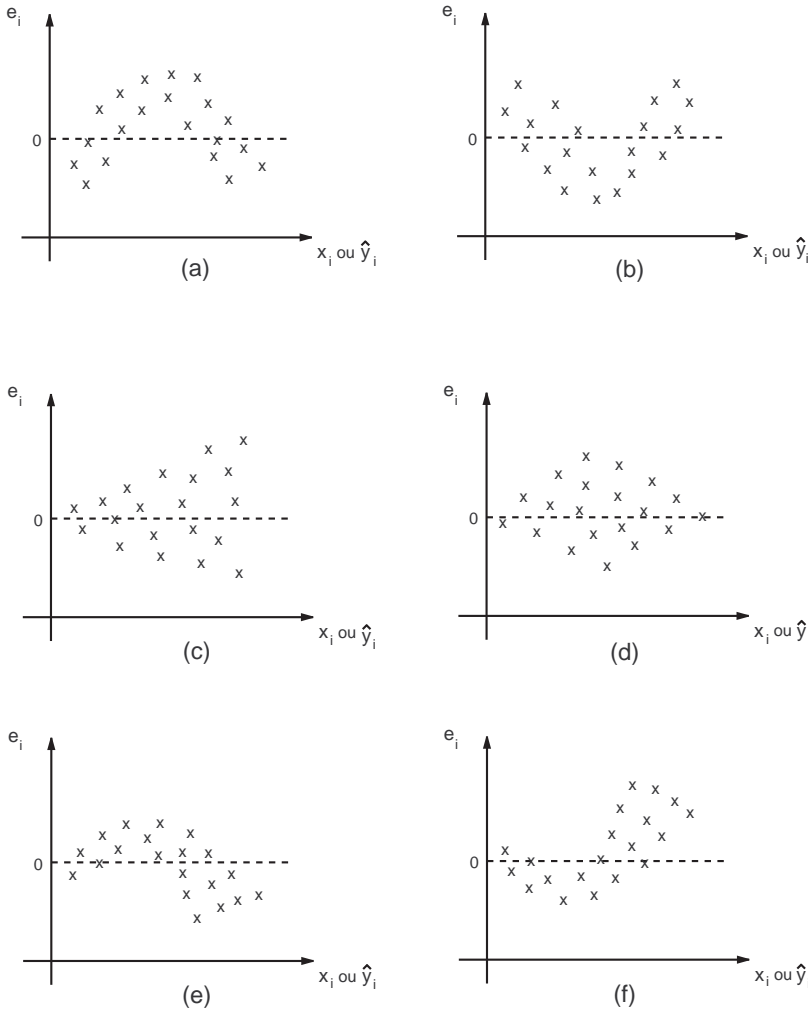 e_i
0
x_i ou ŷ_i
(a)
e_i
0
x_i ou ŷ_i
(b)
e_i
0
x_i ou ŷ_i
(c)
e_i
0
x_i ou ŷ
(d)
e_i
0
x_i ou ŷ_i
(e)
e_i
0
x_i ou ŷ_i
(f)